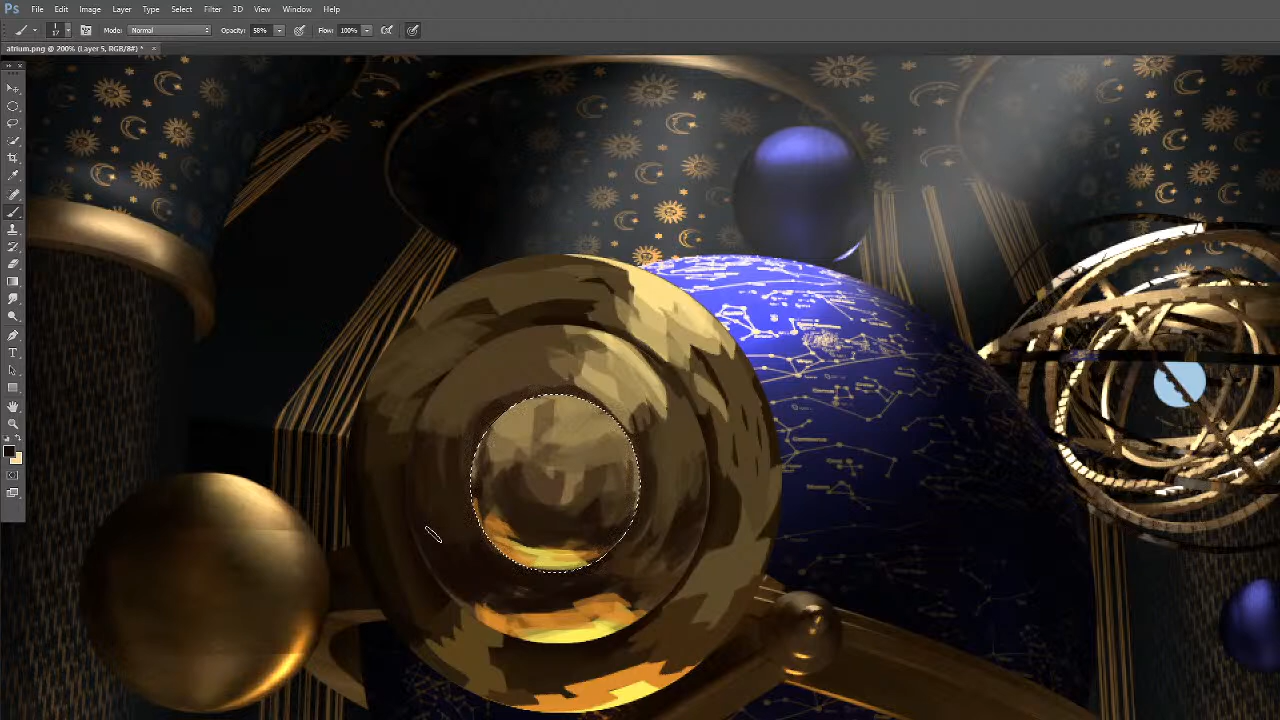 Ps File Edit Image Layer Type Select Filter 3D View Window Help
17 Mode: Normal Opacity: 58% Flow: 100%
atrium.png @ 200% (Layer 5, RGB/8#) * ×
T